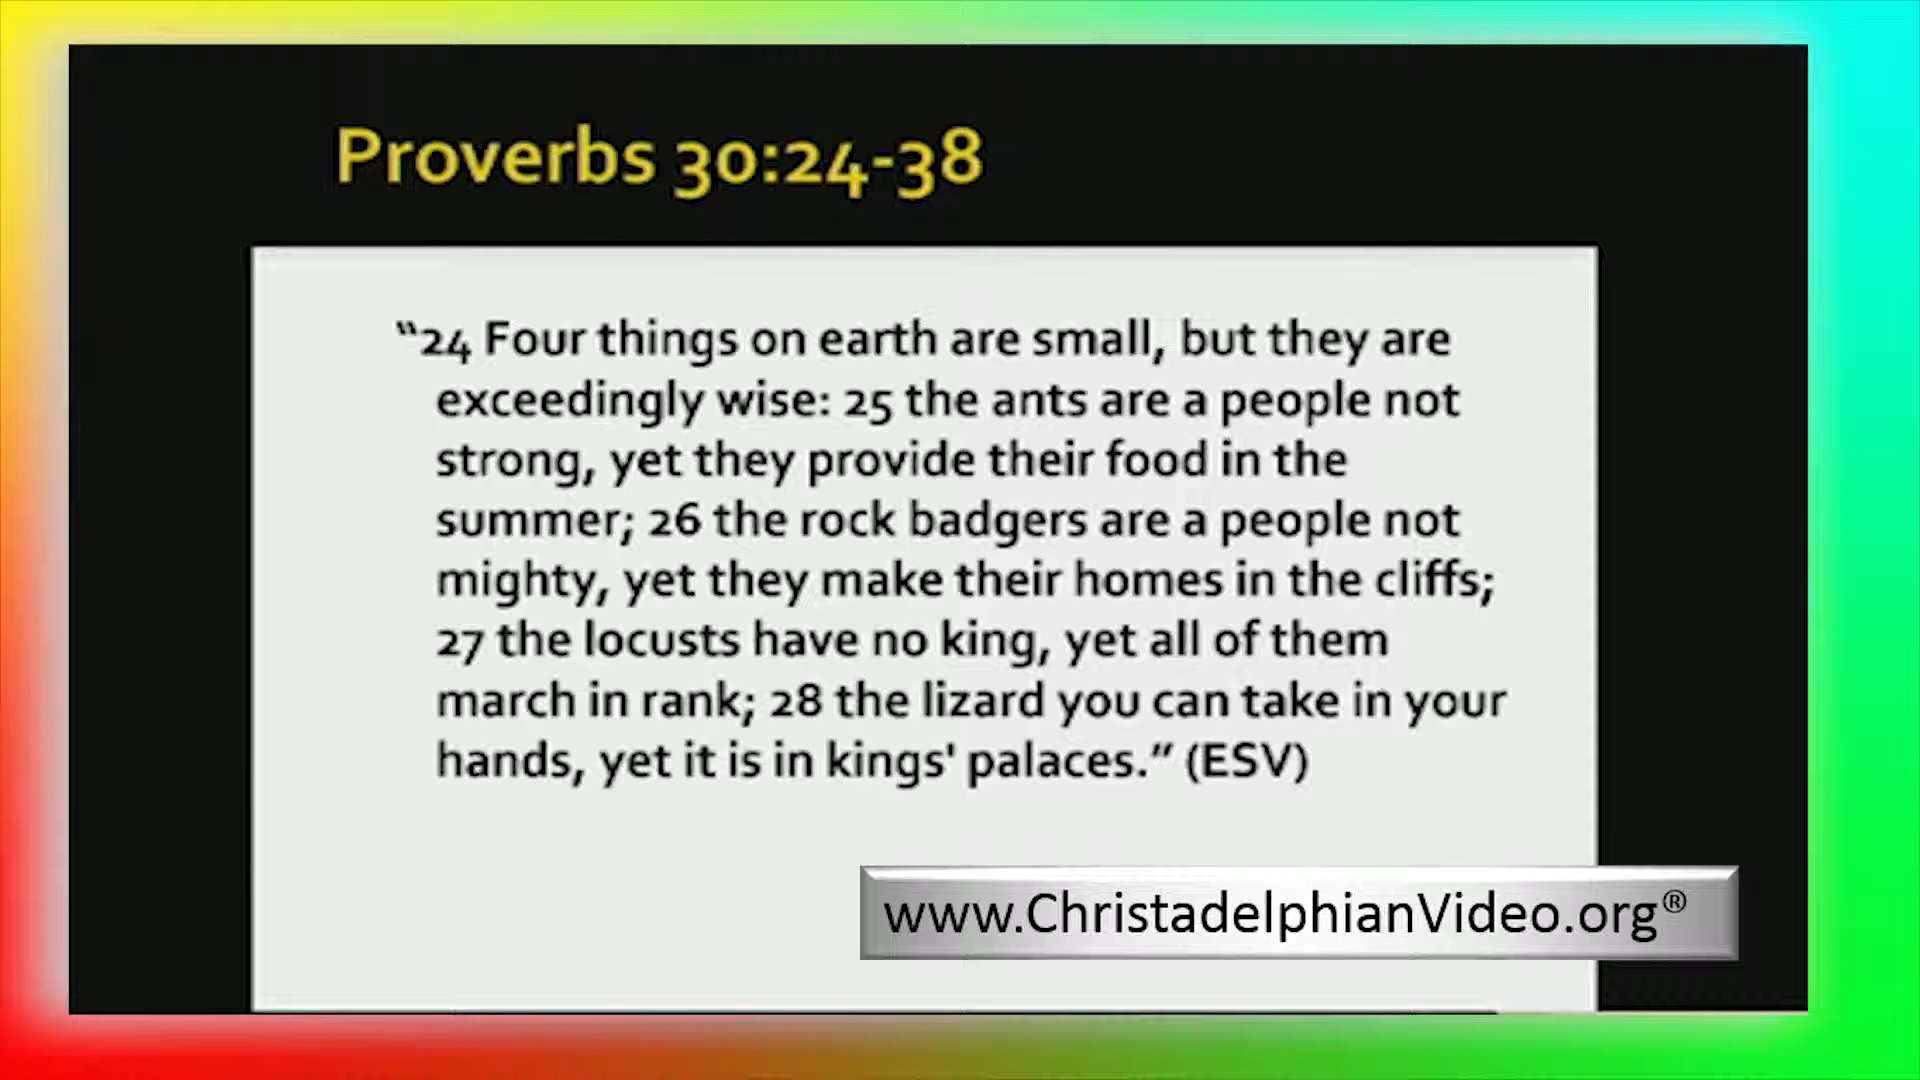 Proverbs 30:24-38
“24 Four things on earth are small, but they are
exceedingly wise: 25 the ants are a people not
strong, yet they provide their food in the
summer; 26 the rock badgers are a people not
mighty, yet they make their homes in the cliffs;
27 the locusts have no king, yet all of them
march in rank; 28 the lizard you can take in your
hands, yet it is in kings' palaces.” (ESV)
www.ChristadelphianVideo.org®